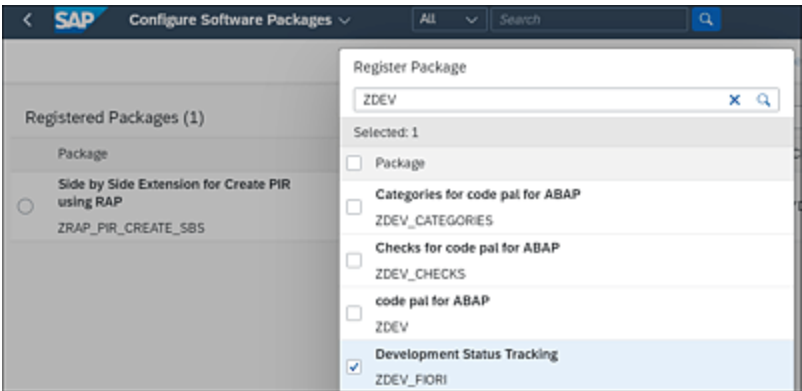 SAP Configure Software Packages All Search
Register Package
ZDEV
Registered Packages (1)
Selected: 1
Package
Package
Side by Side Extension for Create PIR
using RAP
ZRAP_PIR_CREATE_SBS
Categories for code pal for ABAP
ZDEV_CATEGORIES
Checks for code pal for ABAP
ZDEV_CHECKS
code pal for ABAP
ZDEV
Development Status Tracking
ZDEV_FIORI